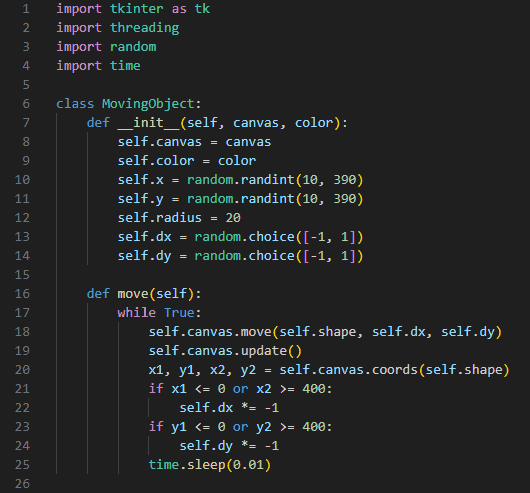 1 import tkinter as tk
2 import threading
3 import random
4 import time
5
6 class MovingObject:
7     def __init__(self, canvas, color):
8         self.canvas = canvas
9         self.color = color
10         self.x = random.randint(10, 390)
11         self.y = random.randint(10, 390)
12         self.radius = 20
13         self.dx = random.choice([-1, 1])
14         self.dy = random.choice([-1, 1])
15
16     def move(self):
17         while True:
18             self.canvas.move(self.shape, self.dx, self.dy)
19             self.canvas.update()
20             x1, y1, x2, y2 = self.canvas.coords(self.shape)
21             if x1 <= 0 or x2 >= 400:
22                 self.dx *= -1
23             if y1 <= 0 or y2 >= 400:
24                 self.dy *= -1
25             time.sleep(0.01)
26